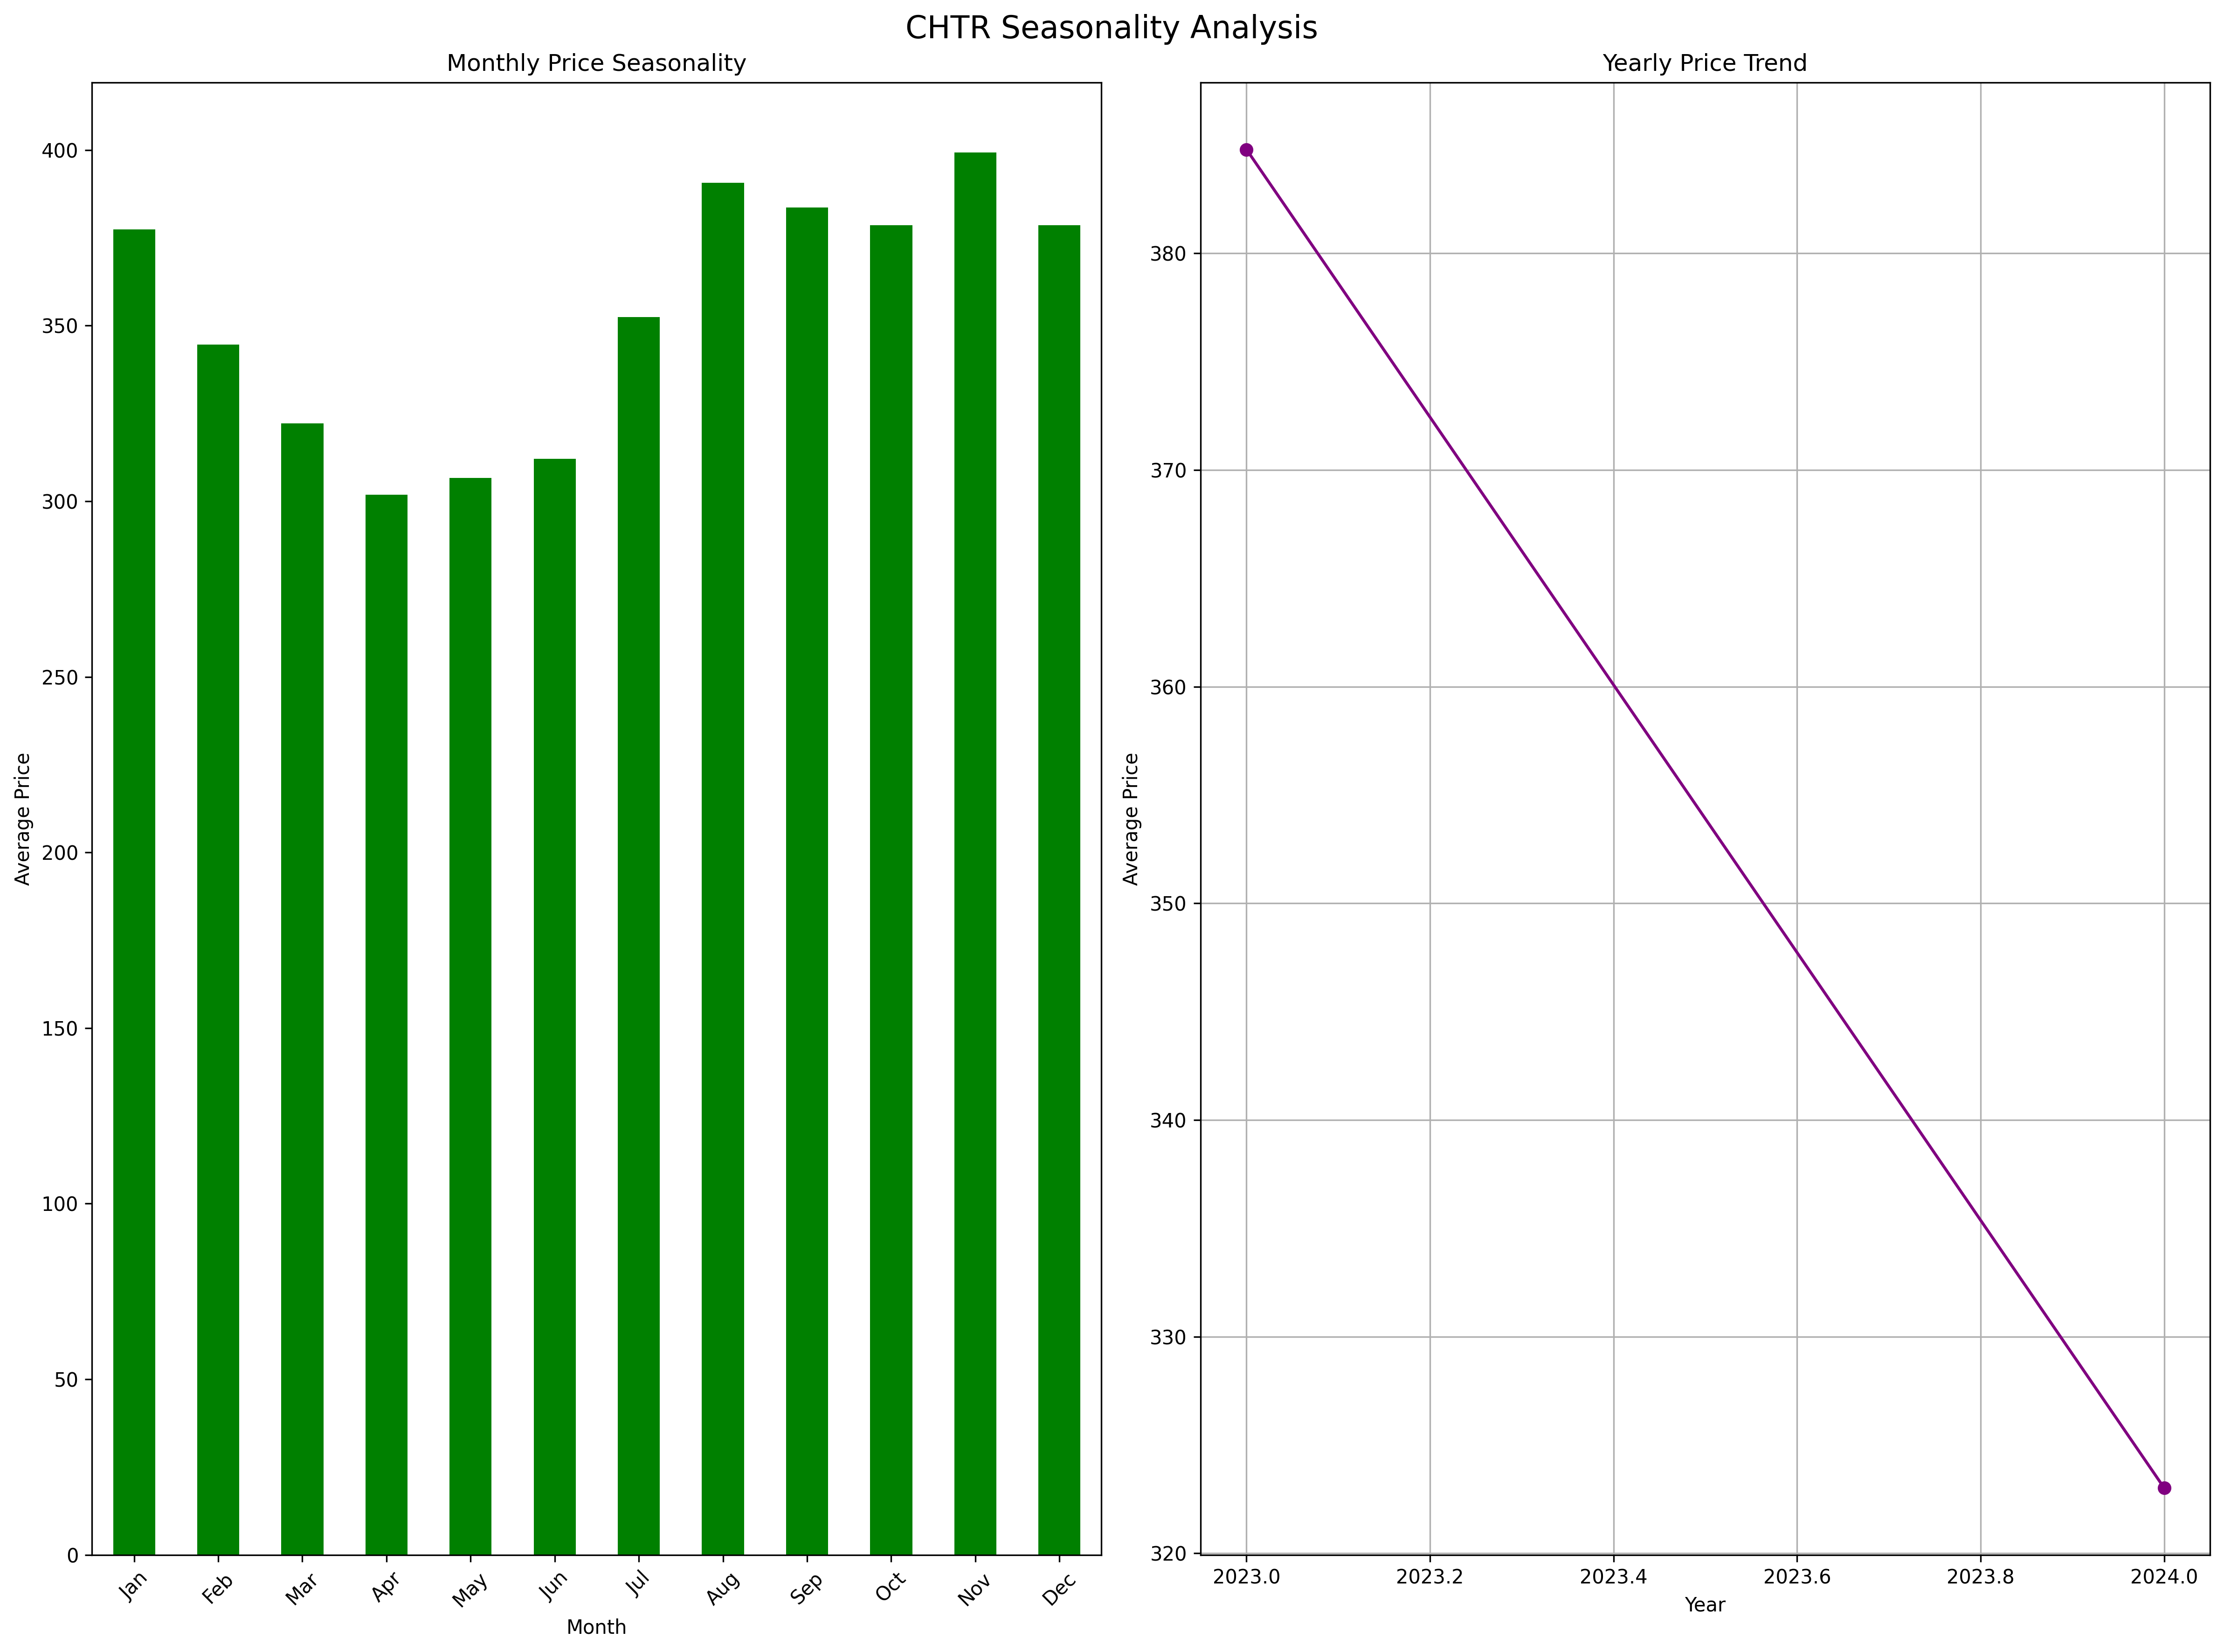 CHTR Seasonality Analysis
Monthly Price Seasonality
Average Price
400
350
300
250
200
150
100
50
0
Jan Feb Mar Apr May Jun Jul Aug Sep Oct Nov Dec
Month
Yearly Price Trend
Average Price
380
370
360
350
340
330
320
2023.0 2023.2 2023.4 2023.6 2023.8 2024.0
Year